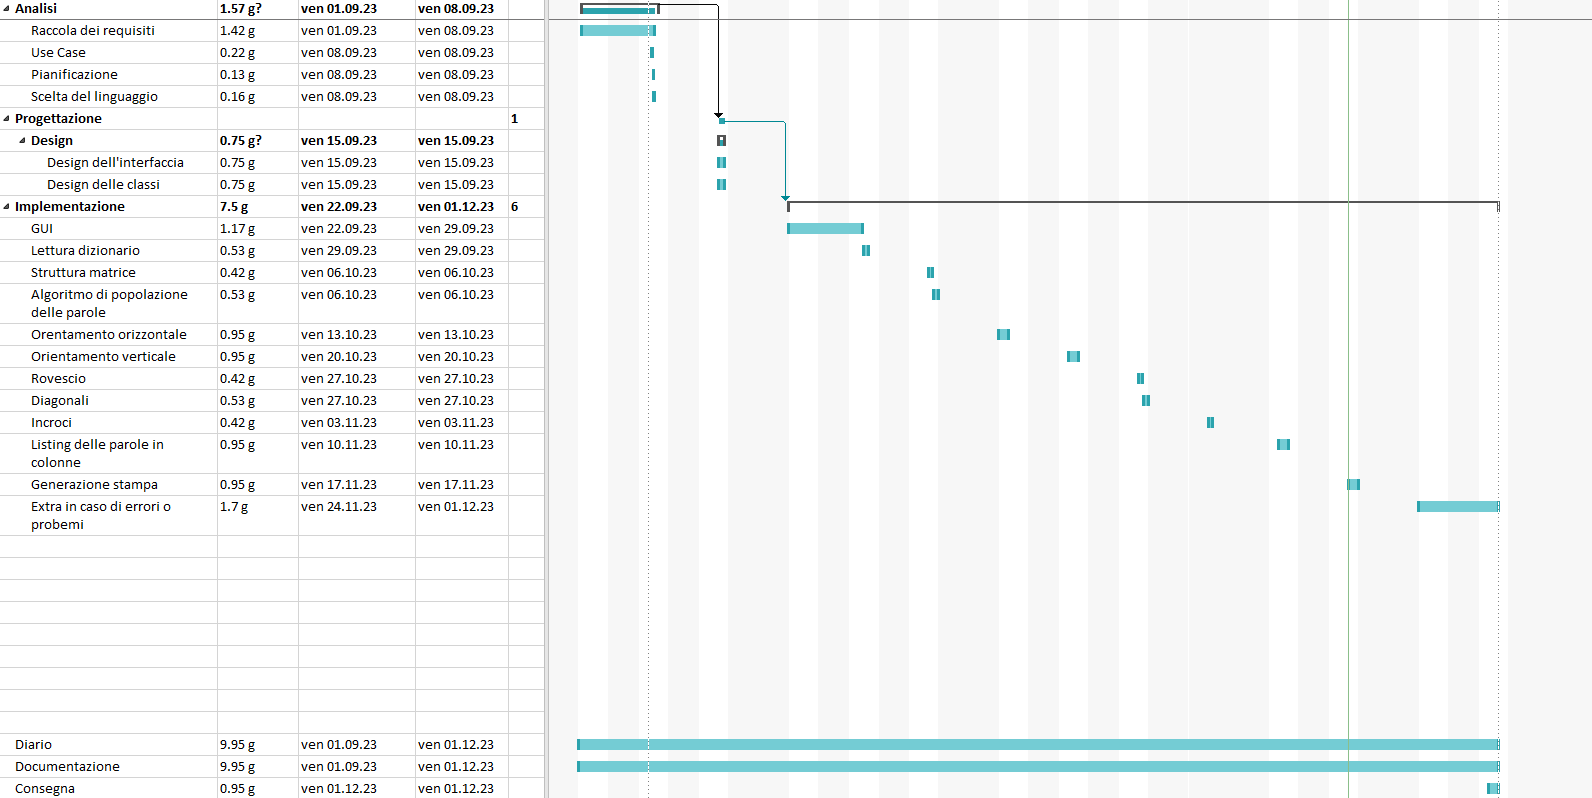 Analisi 1.57 g? ven 01.09.23 ven 08.09.23
Raccola dei requisiti 1.42 g ven 01.09.23 ven 08.09.23
Use Case 0.22 g ven 08.09.23 ven 08.09.23
Pianificazione 0.13 g ven 08.09.23 ven 08.09.23
Scelta del linguaggio 0.16 g ven 08.09.23 ven 08.09.23
Progettazione 1
Design 0.75 g? ven 15.09.23 ven 15.09.23
Design dell'interfaccia 0.75 g ven 15.09.23 ven 15.09.23
Design delle classi 0.75 g ven 15.09.23 ven 15.09.23
Implementazione 7.5 g ven 22.09.23 ven 01.12.23 6
GUI 1.17 g ven 22.09.23 ven 29.09.23
Lettura dizionario 0.53 g ven 29.09.23 ven 29.09.23
Struttura matrice 0.42 g ven 06.10.23 ven 06.10.23
Algoritmo di popolazione 0.53 g ven 06.10.23 ven 06.10.23
delle parole
Orentamento orizzontale 0.95 g ven 13.10.23 ven 13.10.23
Orientamento verticale 0.95 g ven 20.10.23 ven 20.10.23
Rovescio 0.42 g ven 27.10.23 ven 27.10.23
Diagonali 0.53 g ven 27.10.23 ven 27.10.23
Incroci 0.42 g ven 03.11.23 ven 03.11.23
Listing delle parole in 0.95 g ven 10.11.23 ven 10.11.23
colonne
Generazione stampa 0.95 g ven 17.11.23 ven 17.11.23
Extra in caso di errori o 1.7 g ven 24.11.23 ven 01.12.23
probemi
Diario 9.95 g ven 01.09.23 ven 01.12.23
Documentazione 9.95 g ven 01.09.23 ven 01.12.23
Consegna 0.95 g ven 01.12.23 ven 01.12.23